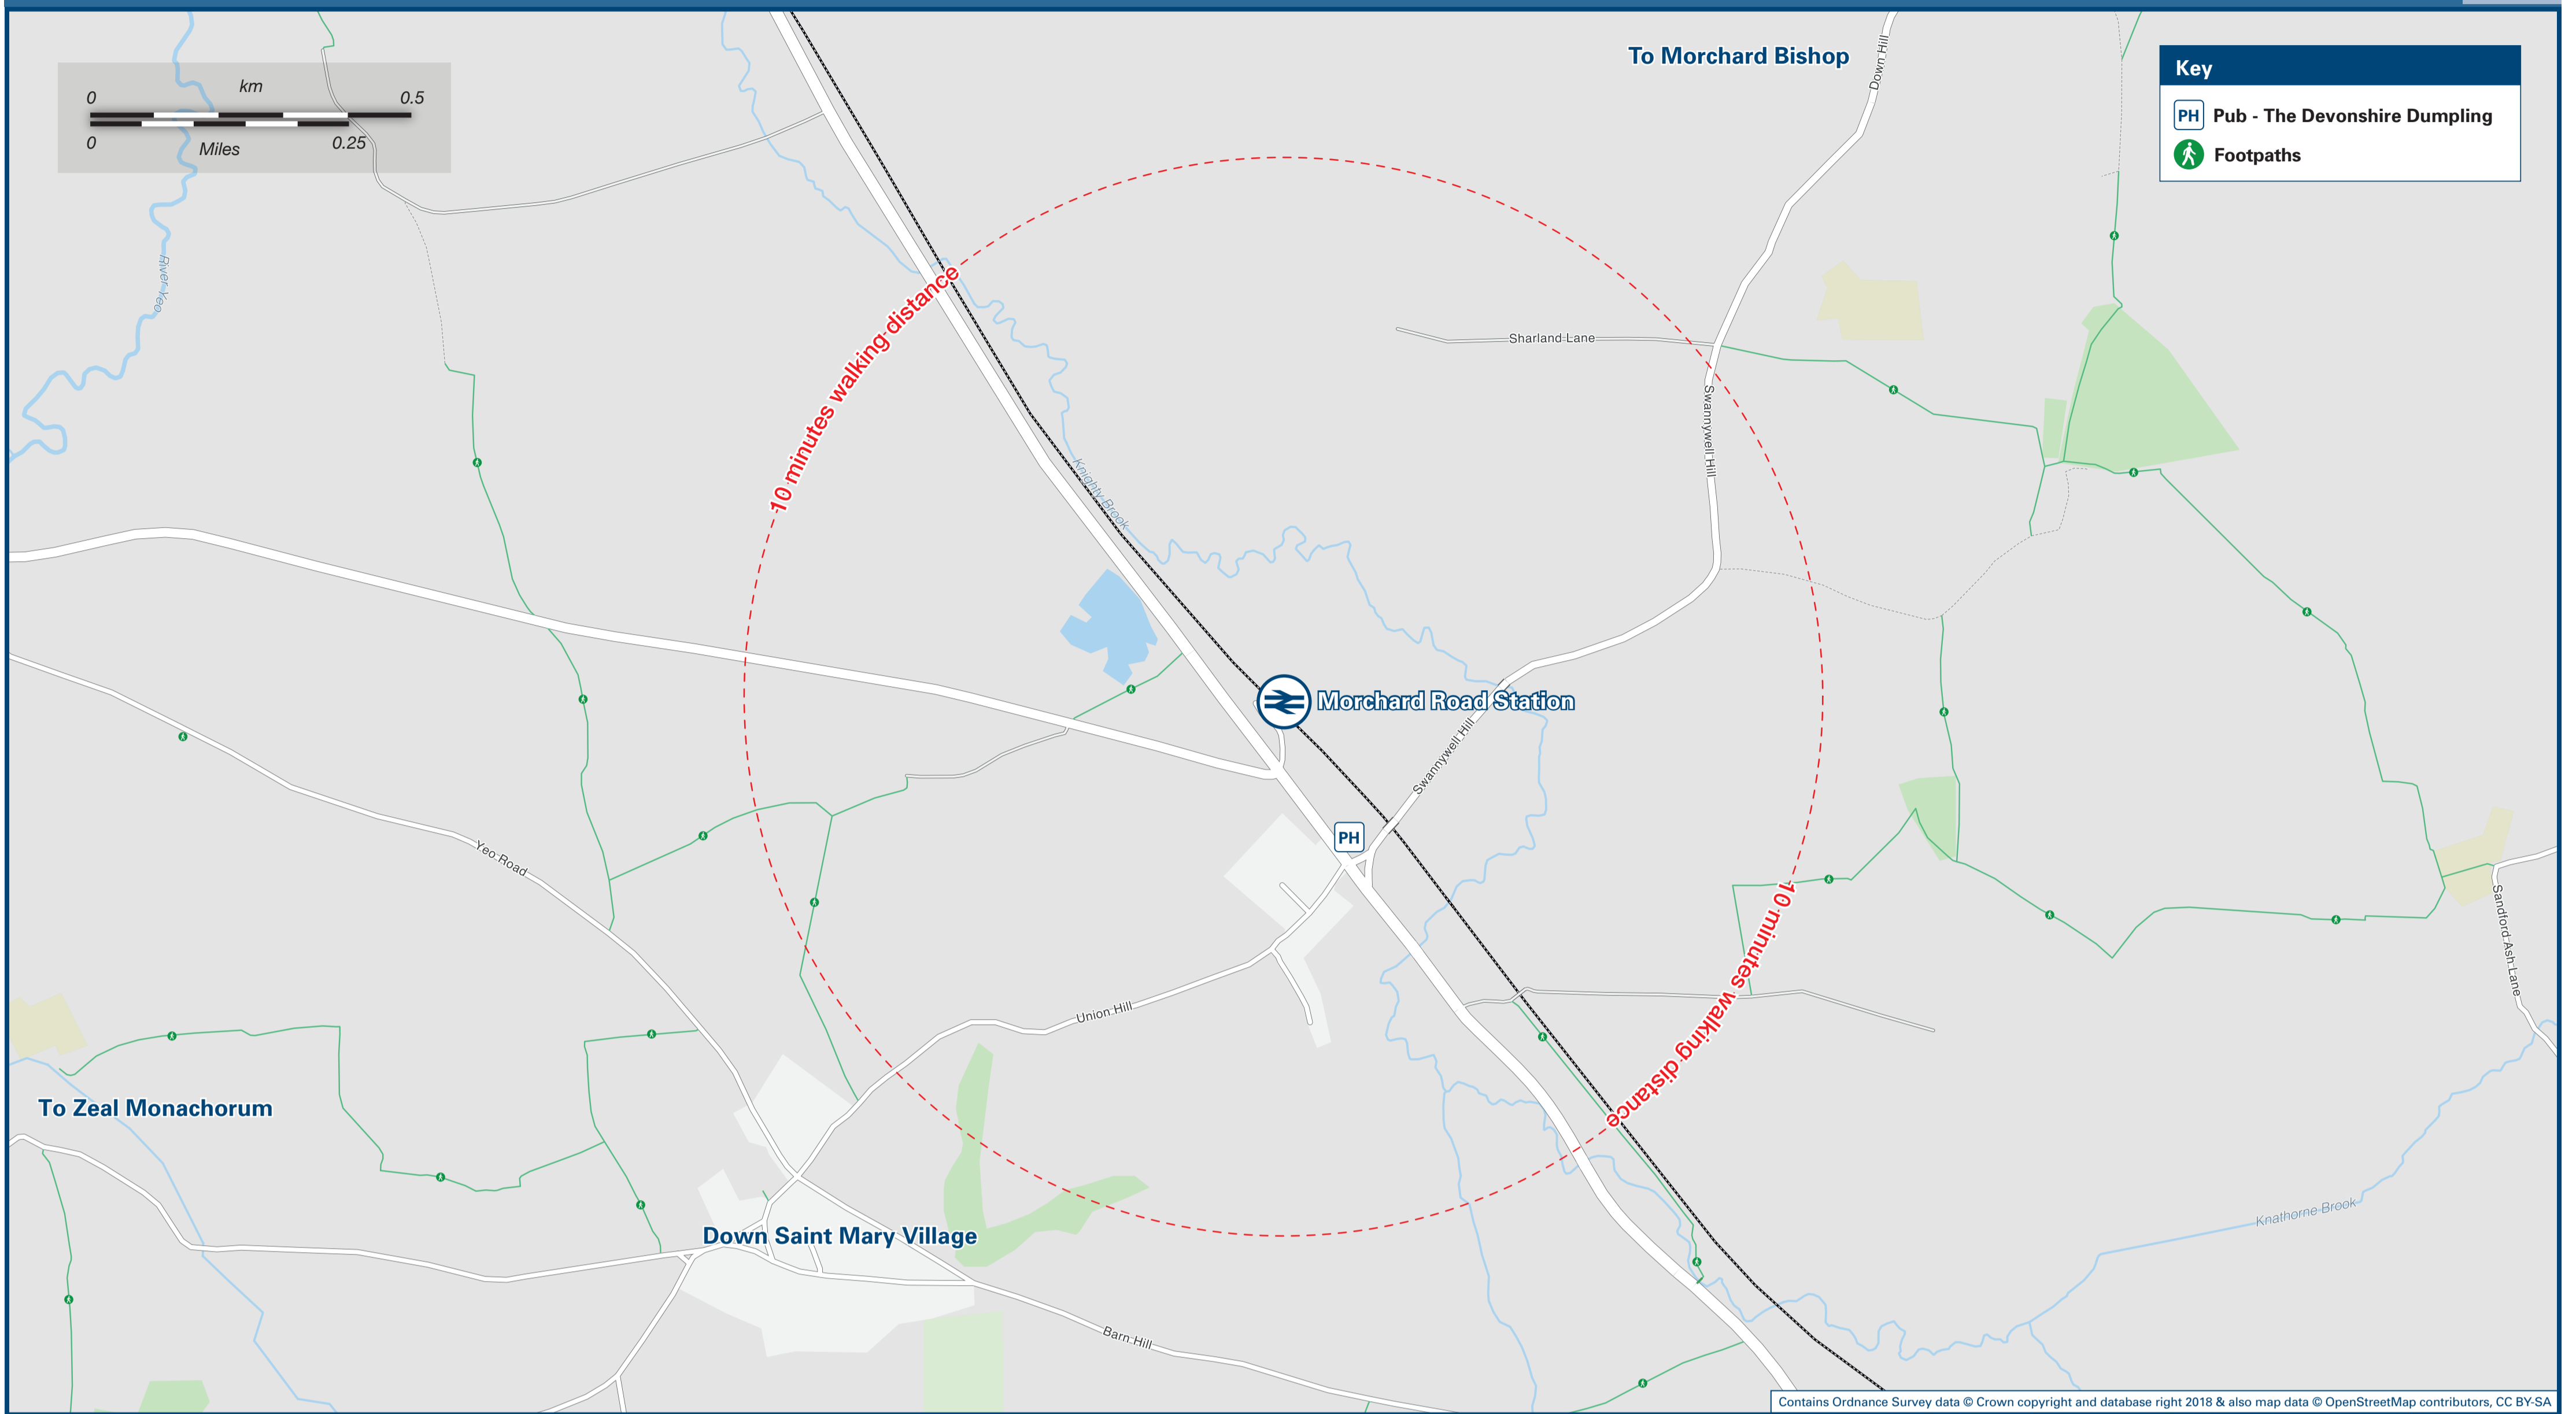 km
0 0.5
0 0.25
Miles
To Morchard Bishop
Down Hill
Key
PH Pub - The Devonshire Dumpling
Footpaths
River Yeo
10 minutes walking distance
Sharland Lane
Swannywell Hill
Knighty Brook
Morchard Road Station
Swannywell Hill
PH
Yeo Road
10 minutes walking distance
Sandford Ash Lane
Union Hill
To Zeal Monachorum
Down Saint Mary Village
Knathorne Brook
Barn Hill
Contains Ordnance Survey data © Crown copyright and database right 2018 & also map data © OpenStreetMap contributors, CC BY-SA